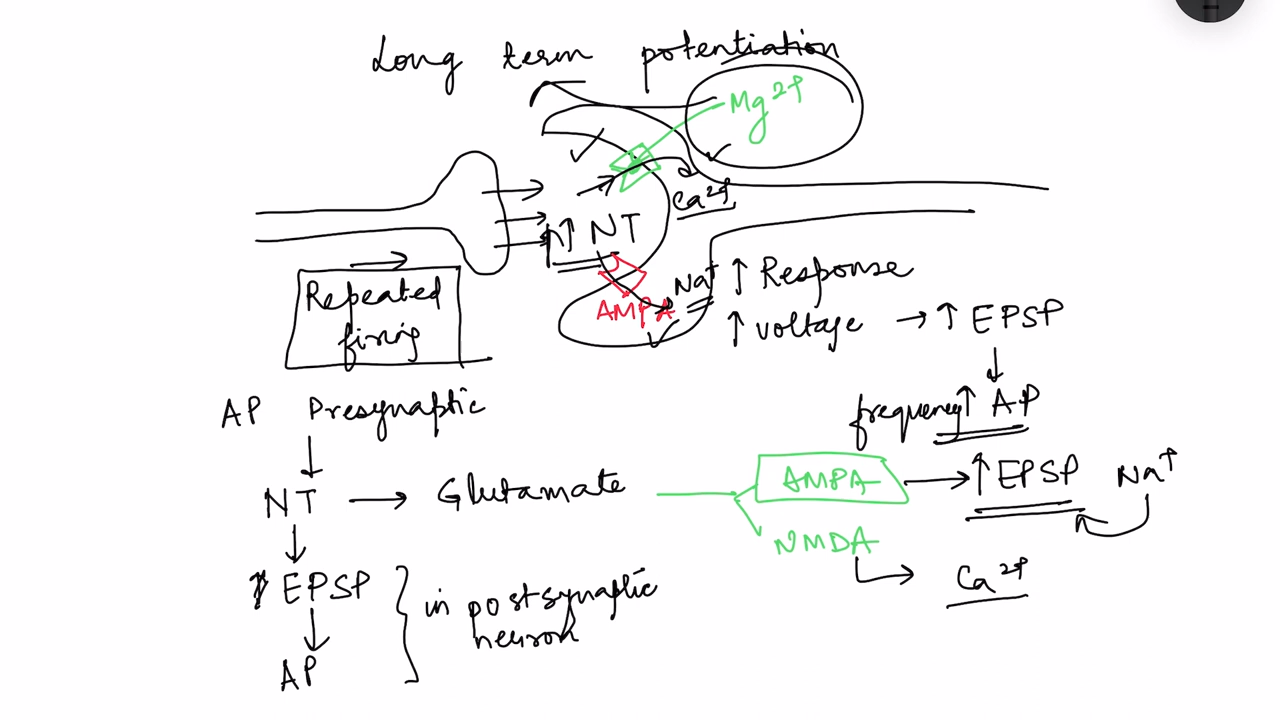 Long term potentiation
Mg2+
Ca2+
↑ NT
Na+
AMPA
↑ Response
↑ voltage → ↑ EPSP
frequency ↑ AP
Repeated
firing
AP Presynaptic
NT → Glutamate
AMPA → ↑ EPSP Na↑
NMDA
Ca2+
↑ EPSP
in postsynaptic
neuron
AP